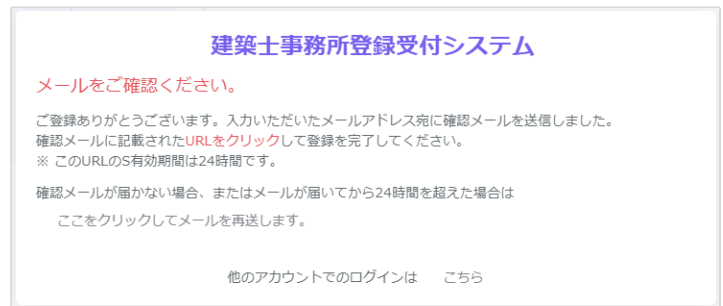 建築士事務所登録受付システム
メールをご確認ください。
ご登録ありがとうございます。入力いただいたメールアドレス宛に確認メールを送信しました。
確認メールに記載されたURLをクリックして登録を完了してください。
※ このURLのS有効期間は24時間です。
確認メールが届かない場合、またはメールが届いてから24時間を超えた場合は
ここをクリックしてメールを再送します。
他のアカウントでのログインは こちら